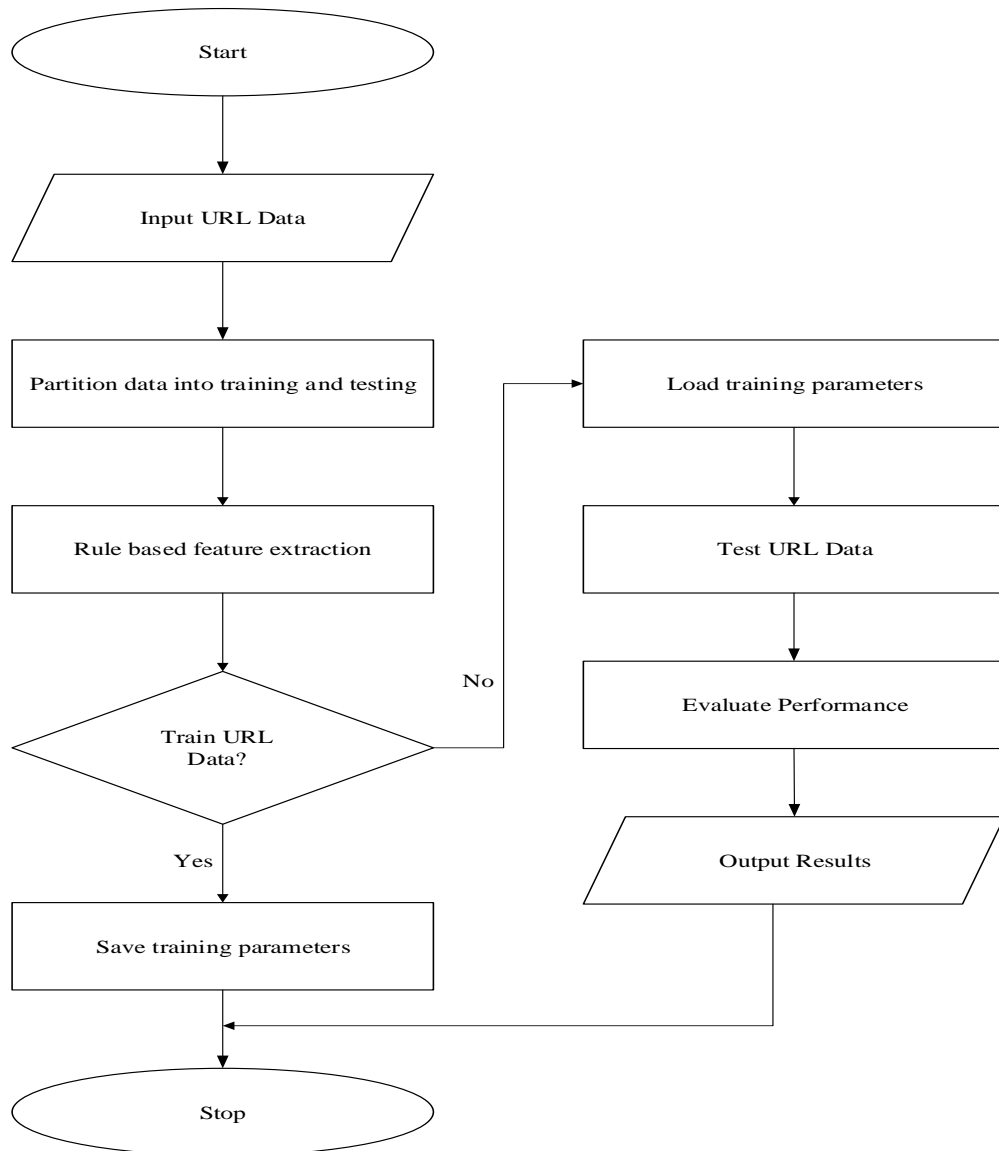 Start
Input URL Data
Partition data into training and testing
Rule based feature extraction
Train URL
Data?
No
Yes
Save training parameters
Load training parameters
Test URL Data
Evaluate Performance
Output Results
Stop